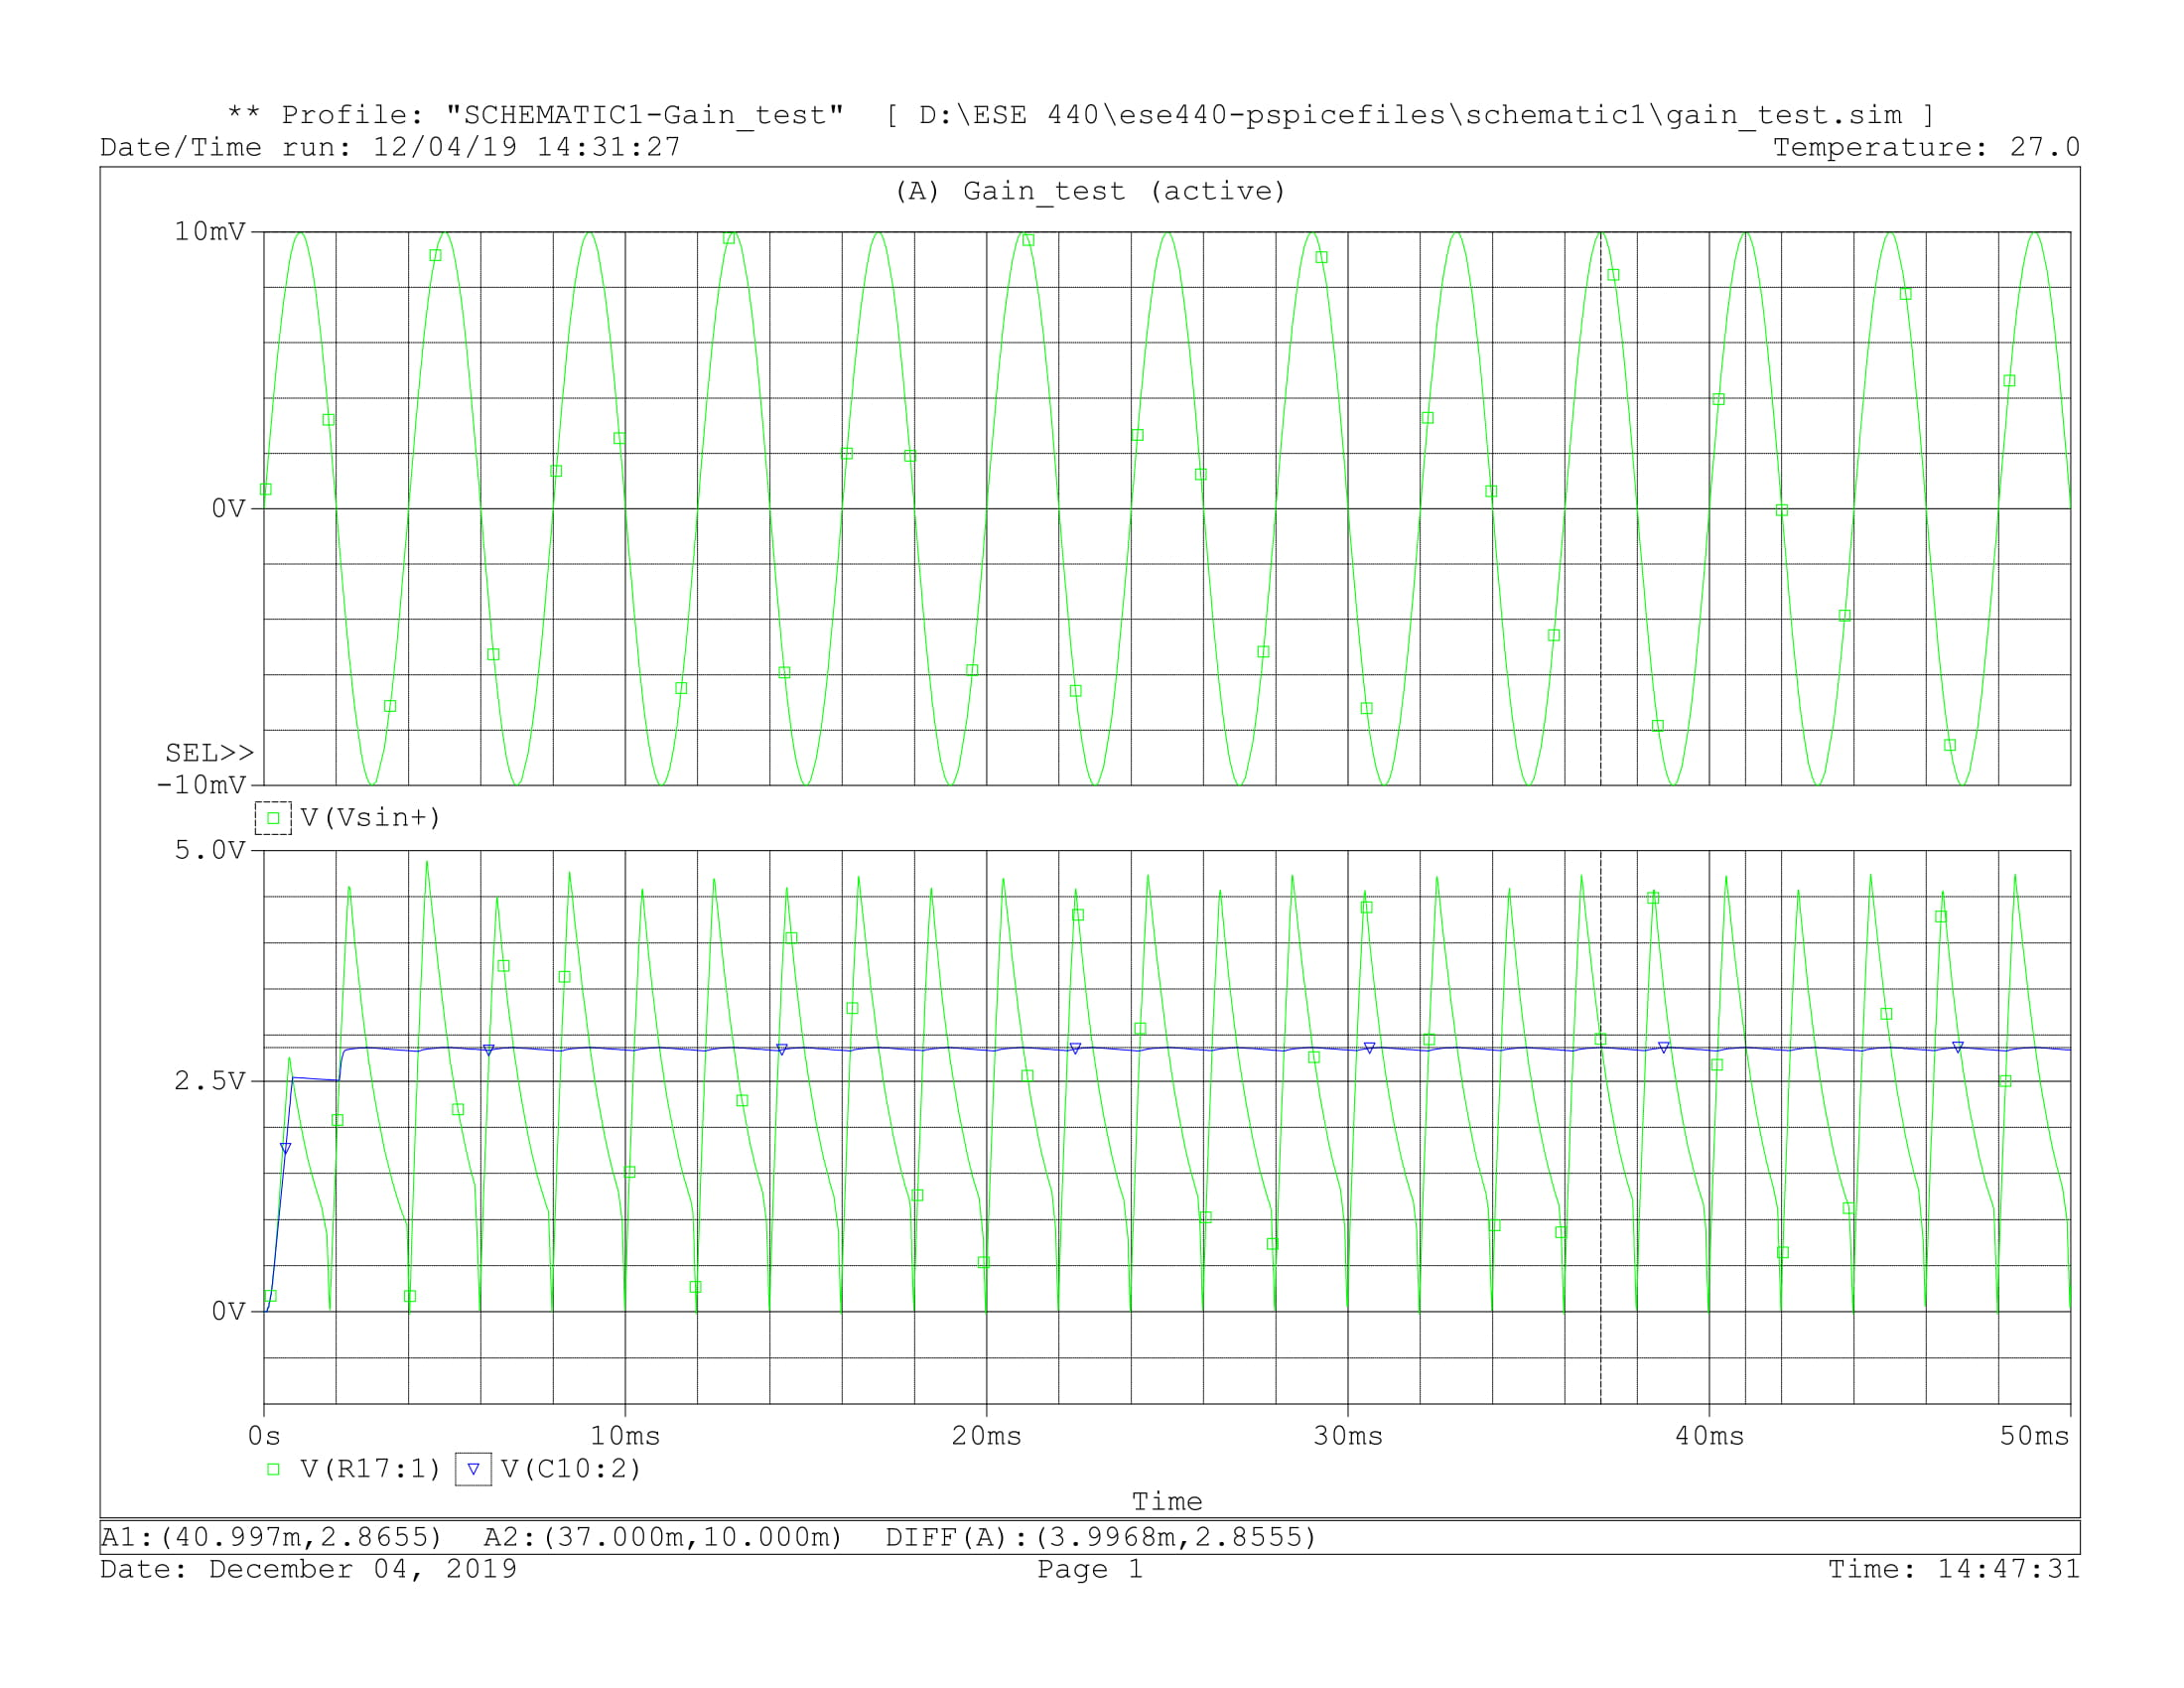 ** Profile: "SCHEMATIC1-Gain_test"  [ D:\ESE 440\ese440-pspicefiles\schematic1\gain_test.sim ]
Date/Time run: 12/04/19 14:31:27 Temperature: 27.0
(A) Gain_test (active)
10mV
0V
SEL>>
-10mV
V(Vsin+)
5.0V
2.5V
0V
0s 10ms 20ms 30ms 40ms 50ms
V(R17:1) V(C10:2)
Time
A1:(40.997m,2.8655) A2:(37.000m,10.000m) DIFF(A):(3.9968m,2.8555)
Date: December 04, 2019 Page 1 Time: 14:47:31